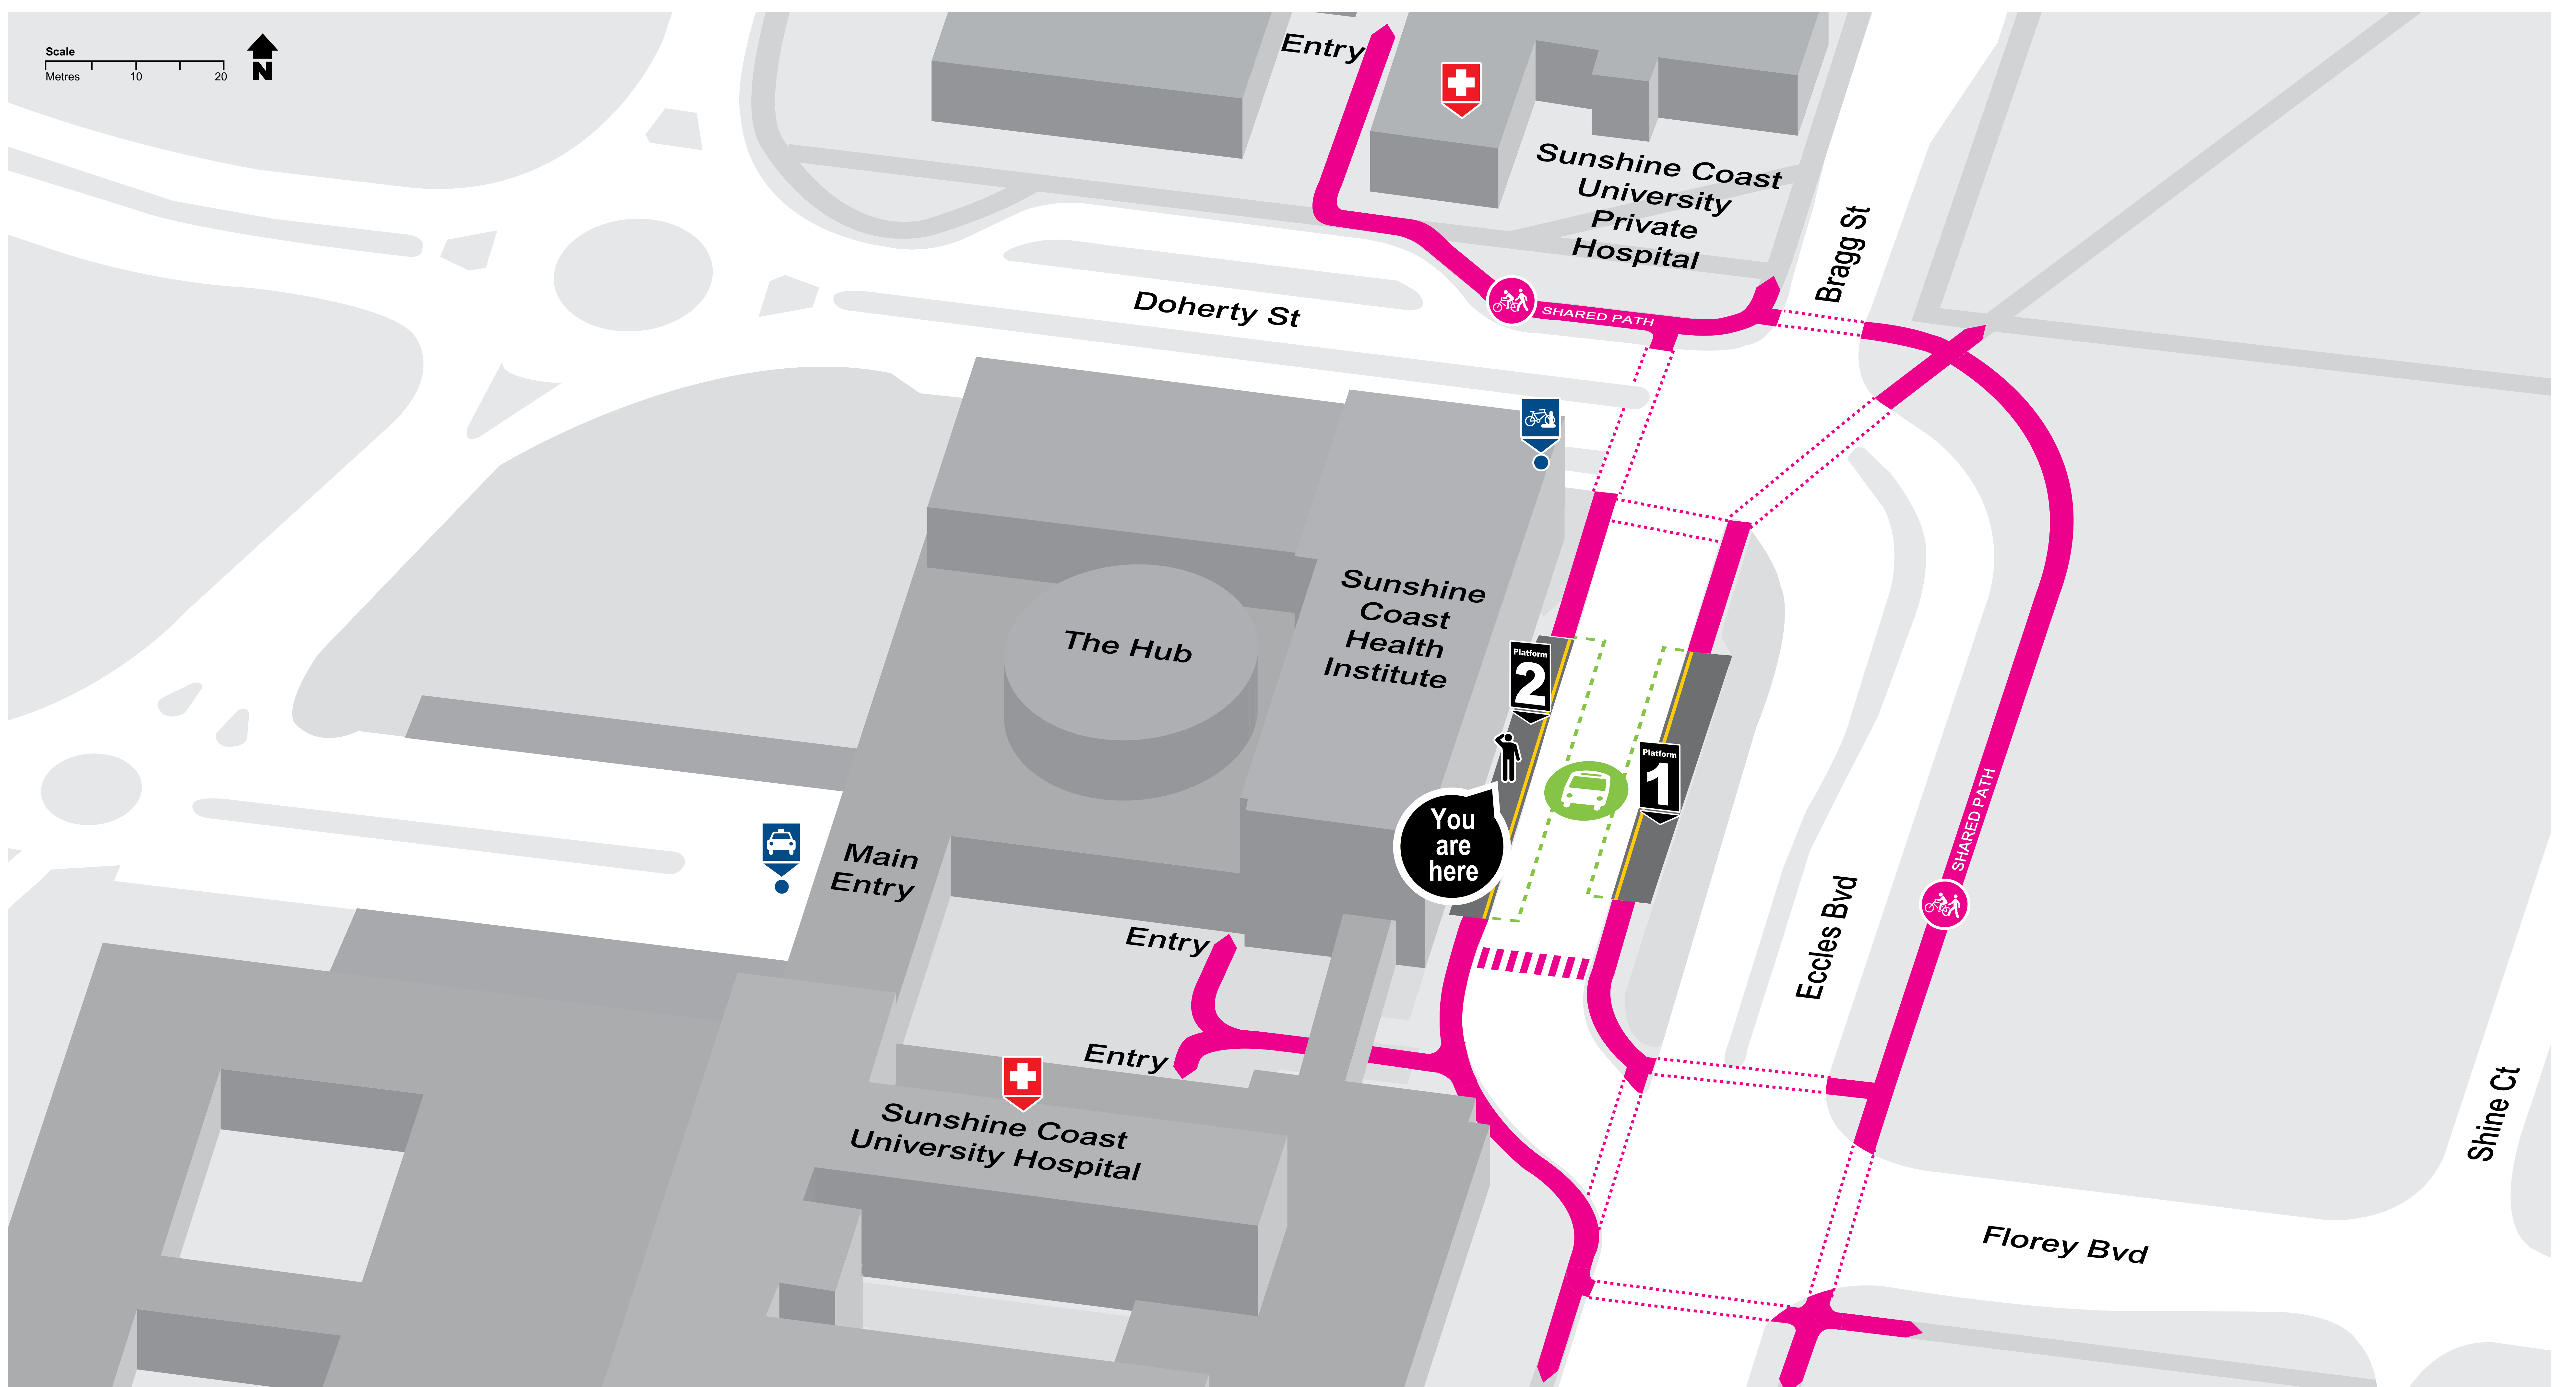 Scale
Metres 10 20
N
Entry
Sunshine Coast
University
Private
Hospital
Bragg St
Doherty St
SHARED PATH
The Hub
Sunshine
Coast
Health
Institute
Platform
2
Platform
1
You
are
here
Main
Entry
Entry
Entry
Eccles Bvd
SHARED PATH
Sunshine Coast
University Hospital
Shine Ct
Florey Bvd